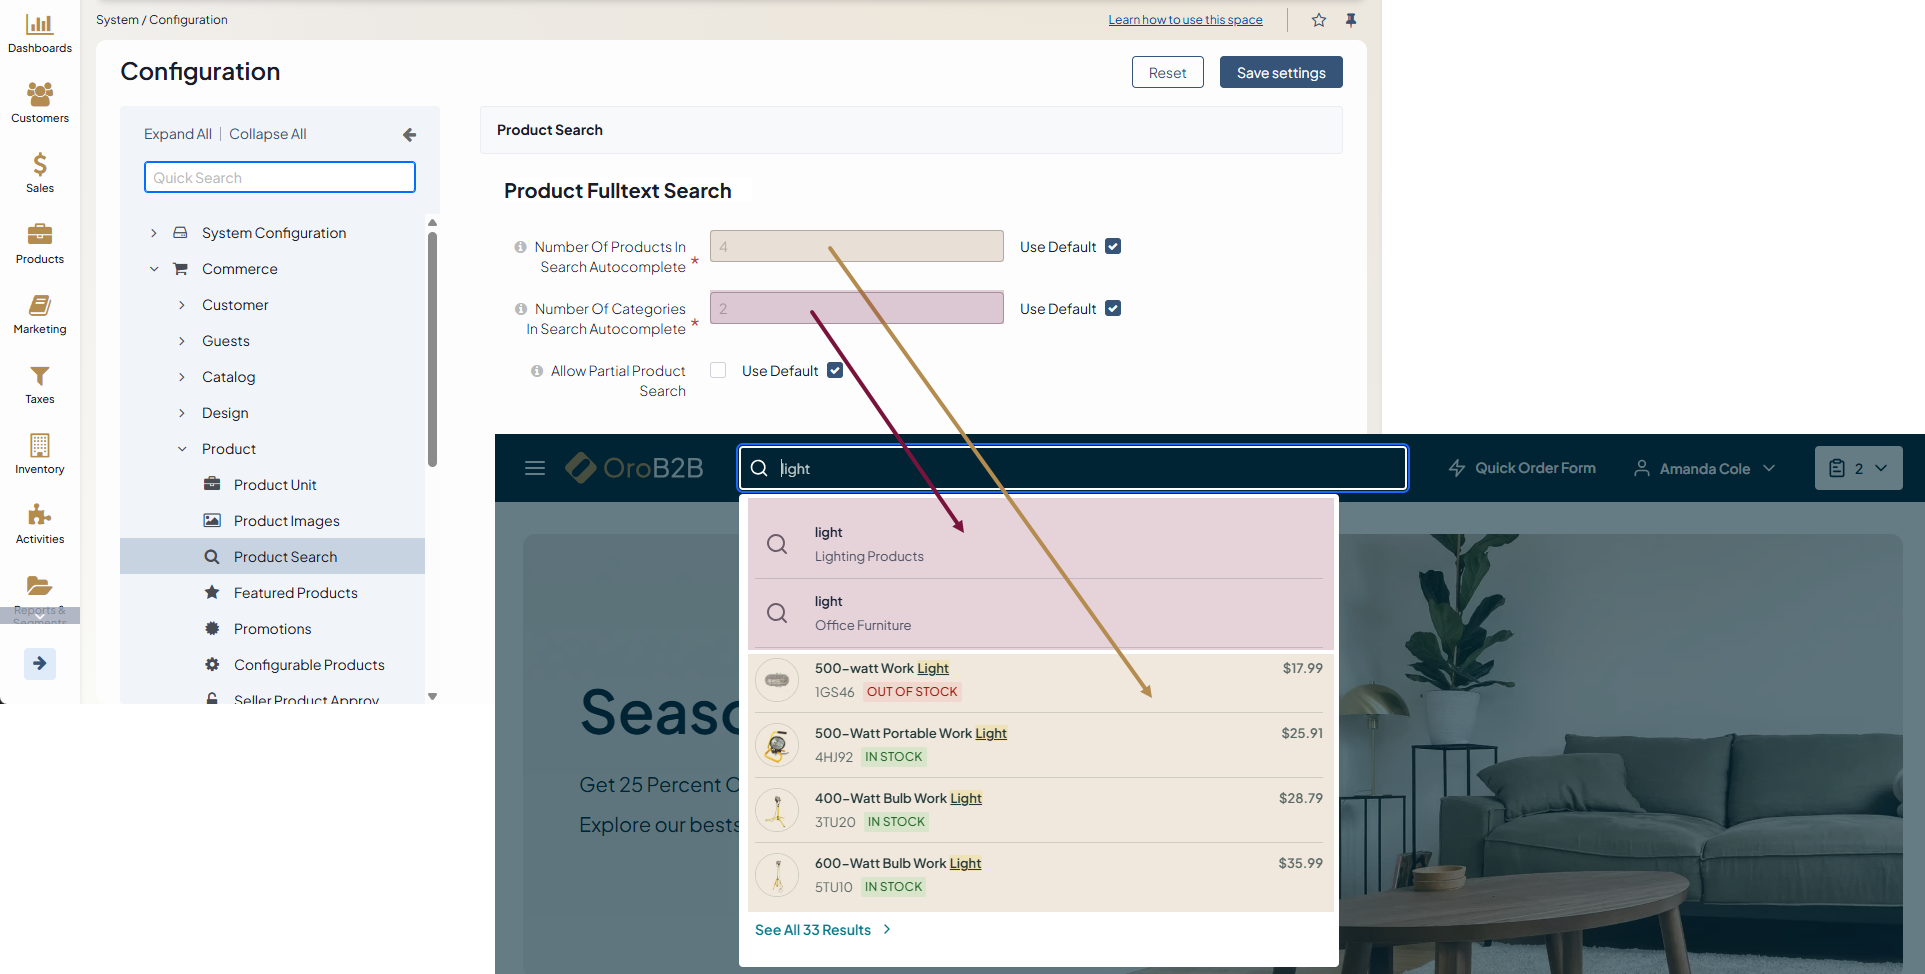 System / Configuration
Learn how to use this space
Dashboards
Customers
Sales
Products
Marketing
Taxes
Inventory
Activities
Reports &
Segments
Configuration
Reset
Save settings
Expand All | Collapse All
Quick Search
System Configuration
Commerce
Customer
Guests
Catalog
Design
Product
Product Unit
Product Images
Product Search
Featured Products
Promotions
Configurable Products
Seller Product Approv
Product Search
Product Fulltext Search
Number Of Products In
Search Autocomplete *
4
Use Default
Number Of Categories
In Search Autocomplete *
2
Use Default
Allow Partial Product
Search
Use Default
OroB2B
light
Quick Order Form
Amanda Cole
2
light
Lighting Products
light
Office Furniture
500-watt Work Light
$17.99
1GS46 OUT OF STOCK
500-Watt Portable Work Light
$25.91
4HJ92 IN STOCK
400-Watt Bulb Work Light
$28.79
3TU20 IN STOCK
600-Watt Bulb Work Light
$35.99
5TU10 IN STOCK
See All 33 Results
Seaso
Get 25 Percent O
Explore our bests